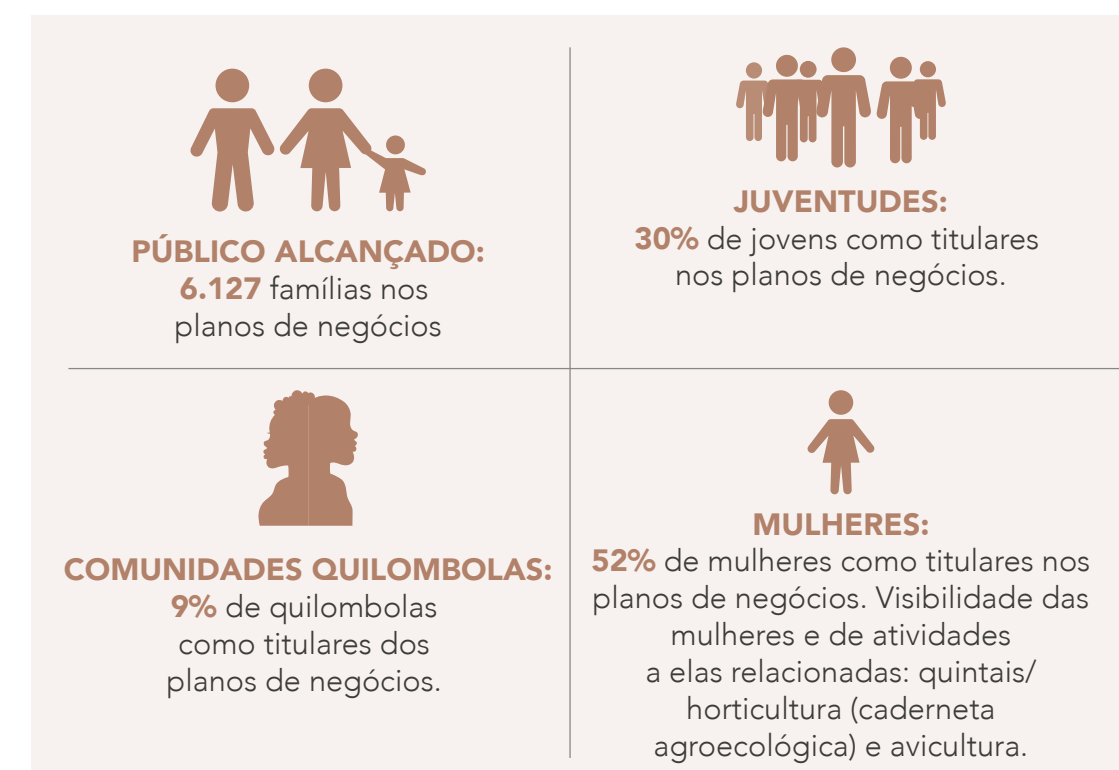 PÚBLICO ALCANÇADO:
6.127 famílias nos
planos de negócios
JUVENTUDES:
30% de jovens como titulares
nos planos de negócios.
COMUNIDADES QUILOMBOLAS:
9% de quilombolas
como titulares dos
planos de negócios.
MULHERES:
52% de mulheres como titulares nos
planos de negócios. Visibilidade das
mulheres e de atividades
a elas relacionadas: quintais/
horticultura (caderneta
agroecológica) e avicultura.